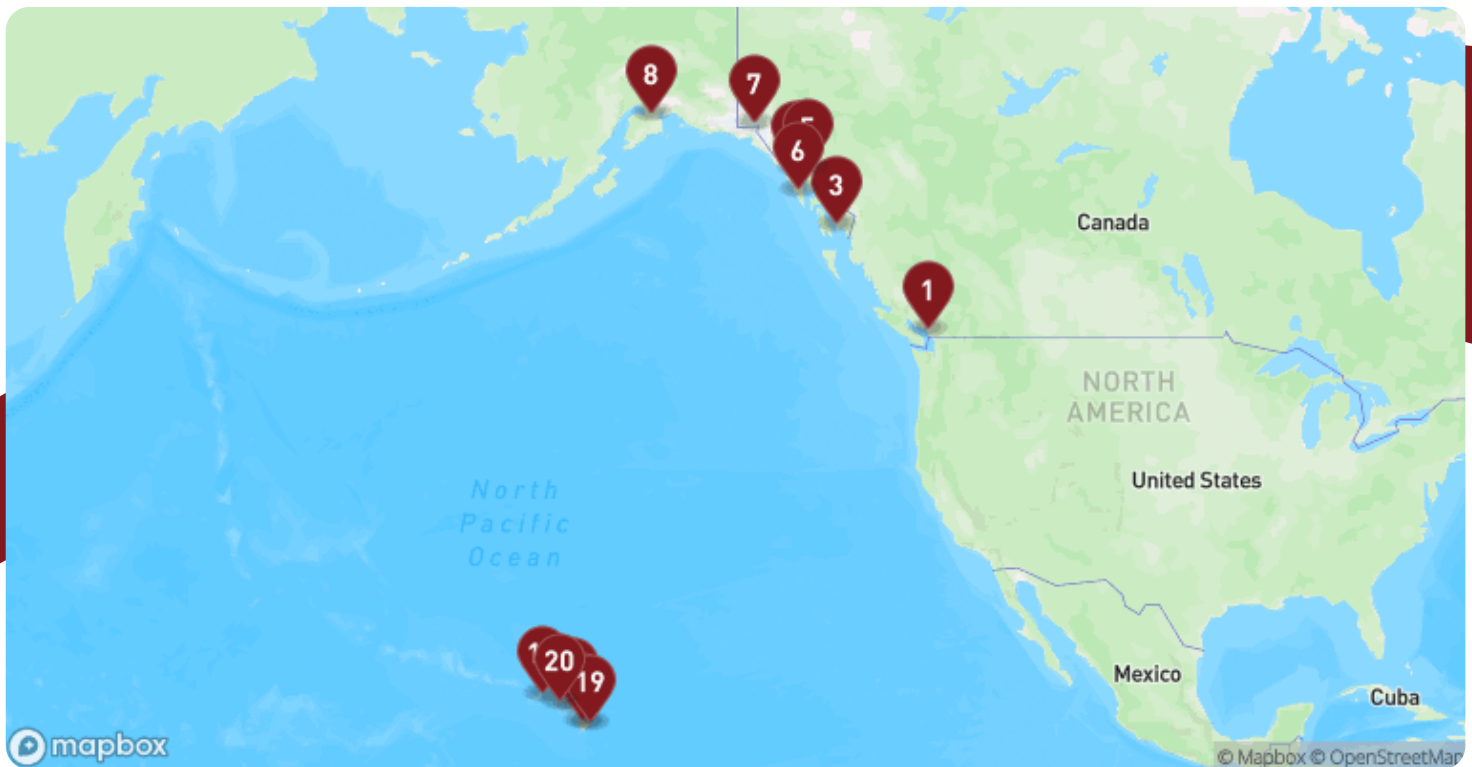 8
7
5
6
3
Canada
1
NORTH
AMERICA
United States
North
Pacific
Ocean
20
19
Mexico
Cuba
mapbox
© Mapbox © OpenStreetMap